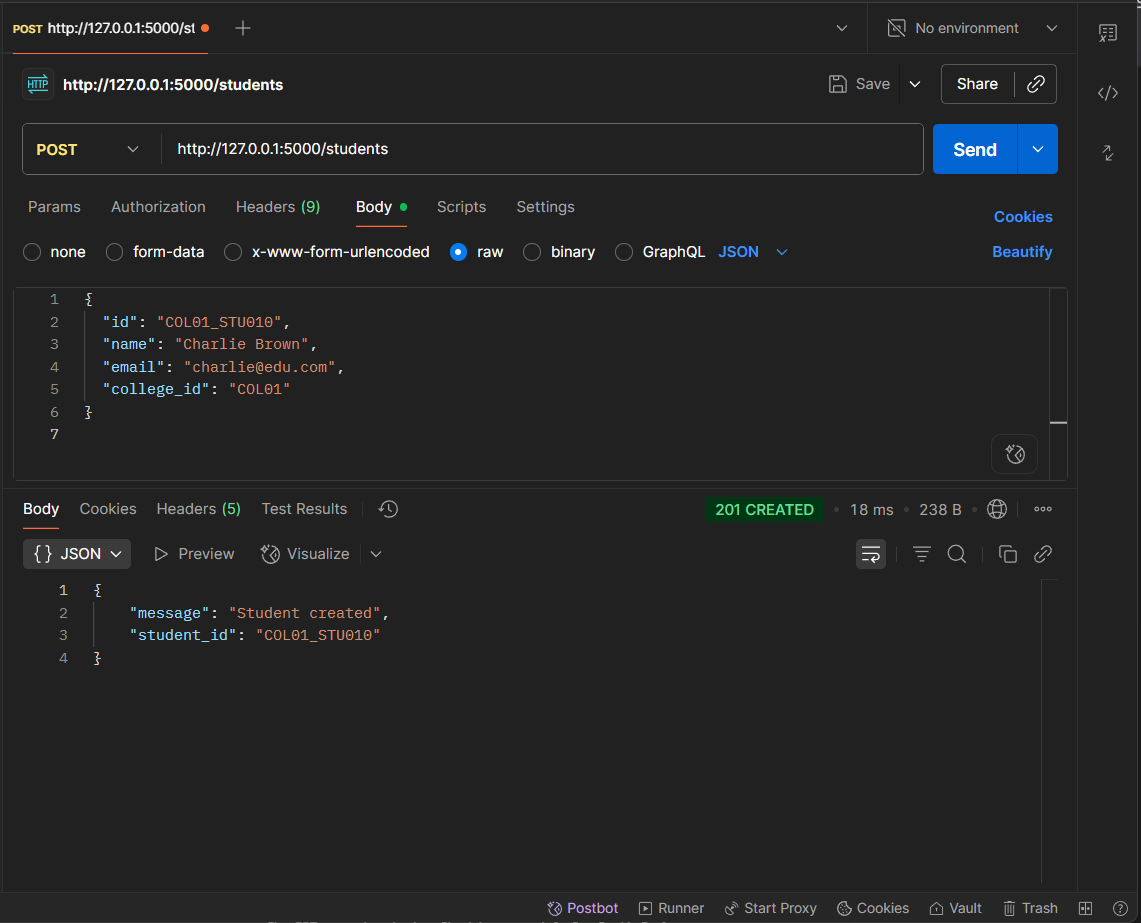 POST http://127.0.0.1:5000/st
No environment
HTTP http://127.0.0.1:5000/students
Save
Share
POST http://127.0.0.1:5000/students
Send
Params Authorization Headers (9) Body Scripts Settings
Cookies
none form-data x-www-form-urlencoded raw binary GraphQL JSON
Beautify
1 {
2 "id": "COL01_STU010",
3 "name": "Charlie Brown",
4 "email": "charlie@edu.com",
5 "college_id": "COL01"
6 }
7
Body Cookies Headers (5) Test Results
201 CREATED • 18 ms • 238 B
{ } JSON Preview Visualize
1 {
2 "message": "Student created",
3 "student_id": "COL01_STU010"
4 }
Postbot Runner Start Proxy Cookies Vault Trash